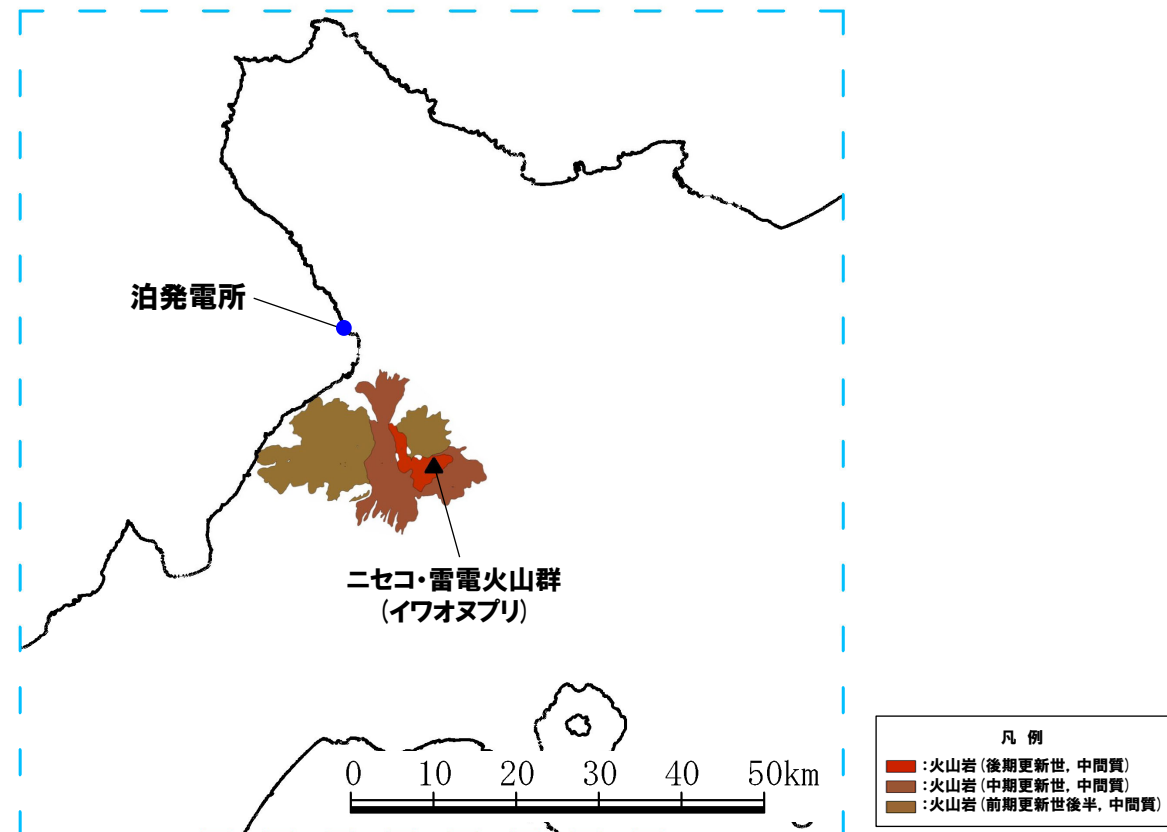 泊発電所
ニセコ・雷電火山群
(イワオヌプリ)
0 10 20 30 40 50km
凡 例
:火山岩(後期更新世, 中間質)
:火山岩(中期更新世, 中間質)
:火山岩(前期更新世後半, 中間質)